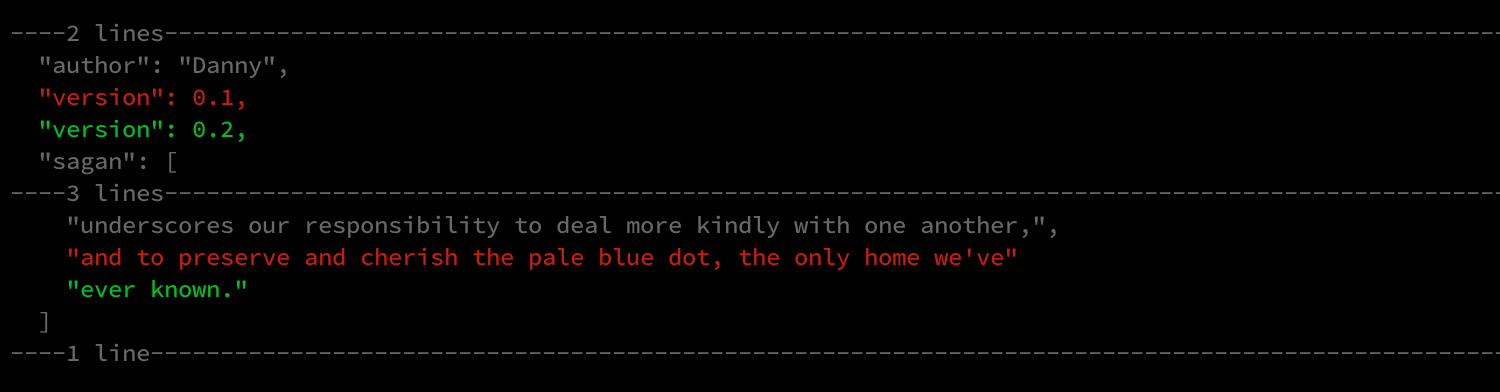 ----2 lines----------------------------------------------------------------------------------------------------
  "author": "Danny",
  "version": 0.1,
  "version": 0.2,
  "sagan": [
----3 lines----------------------------------------------------------------------------------------------------
    "underscores our responsibility to deal more kindly with one another,",
    "and to preserve and cherish the pale blue dot, the only home we've"
    "ever known."
  ]
----1 line-----------------------------------------------------------------------------------------------------